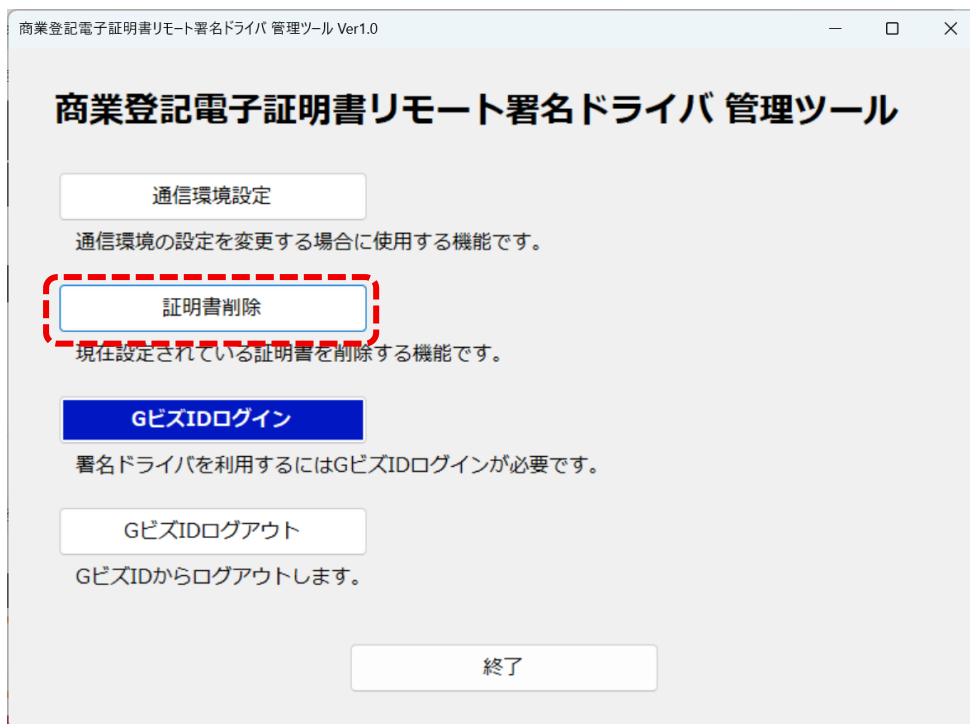 商業登記電子証明書リモート署名ドライバ 管理ツール Ver1.0
商業登記電子証明書リモート署名ドライバ 管理ツール
通信環境設定
通信環境の設定を変更する場合に使用する機能です。
証明書削除
現在設定されている証明書を削除する機能です。
GビズIDログイン
署名ドライバを利用するにはGビズIDログインが必要です。
GビズIDログアウト
GビズIDからログアウトします。
終了